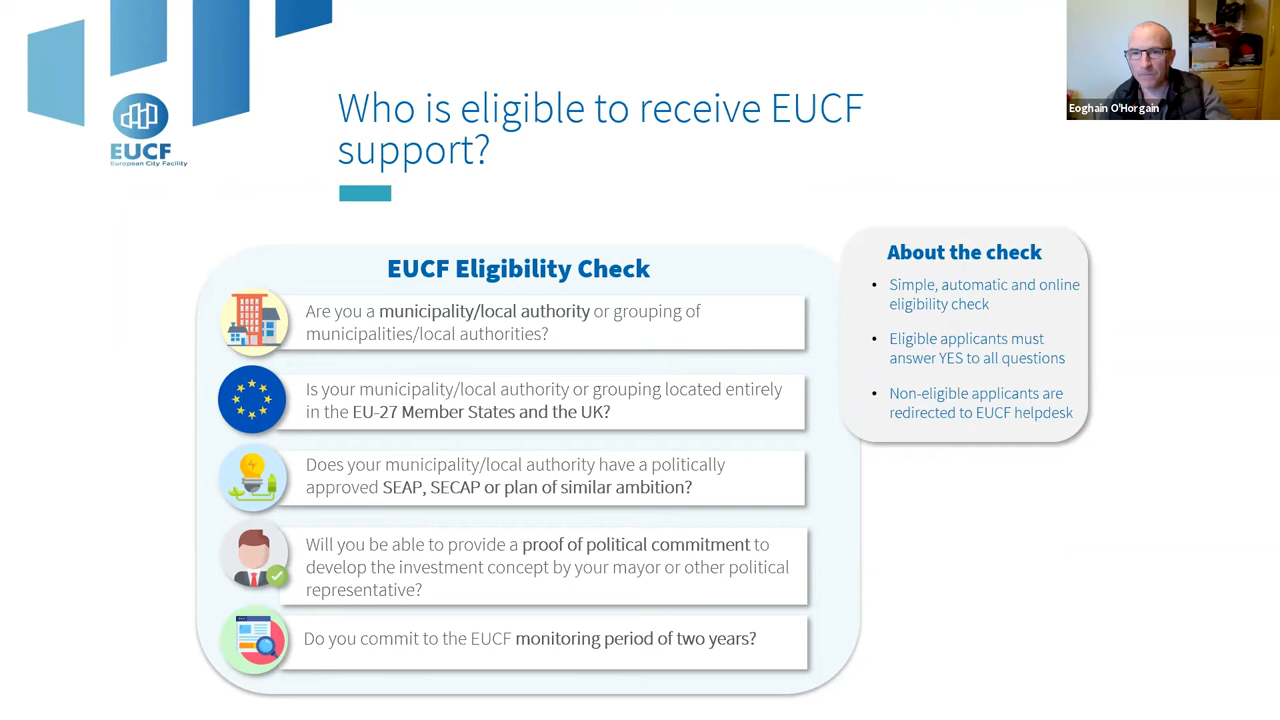 EUCF
European City Facility
Who is eligible to receive EUCF
support?
Eoghain O'Horgain
EUCF Eligibility Check
Are you a municipality/local authority or grouping of
municipalities/local authorities?
Is your municipality/local authority or grouping located entirely
in the EU-27 Member States and the UK?
Does your municipality/local authority have a politically
approved SEAP, SECAP or plan of similar ambition?
Will you be able to provide a proof of political commitment to
develop the investment concept by your mayor or other political
representative?
Do you commit to the EUCF monitoring period of two years?
About the check
• Simple, automatic and online
eligibility check
• Eligible applicants must
answer YES to all questions
• Non-eligible applicants are
redirected to EUCF helpdesk